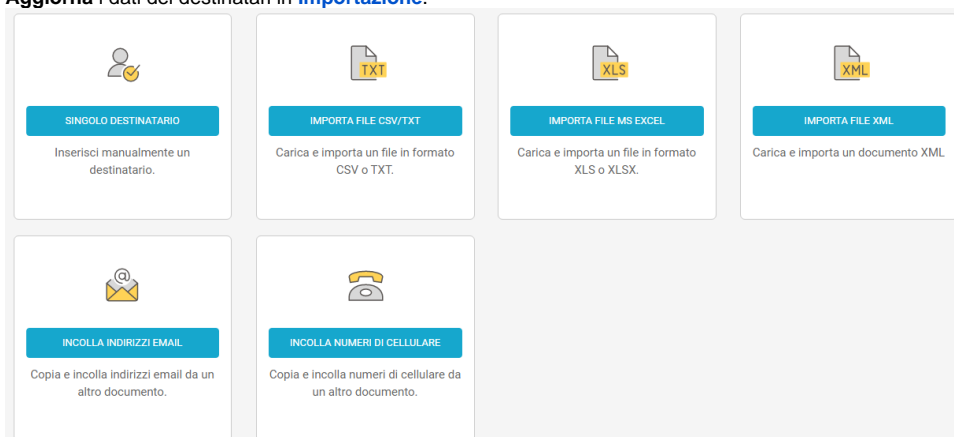 Aggiorna i dati dei destinatari in Importazione.
TXT
XLS
XML
SINGOLO DESTINATARIO
IMPORTA FILE CSV/TXT
IMPORTA FILE MS EXCEL
IMPORTA FILE XML
Inserisci manualmente un
destinatario.
Carica e importa un file in formato
CSV o TXT.
Carica e importa un file in formato
XLS o XLSX.
Carica e importa un documento XML
@
INCOLLA INDIRIZZI EMAIL
INCOLLA NUMERI DI CELLULARE
Copia e incolla indirizzi email da un
altro documento.
Copia e incolla numeri di cellulare da
un altro documento.